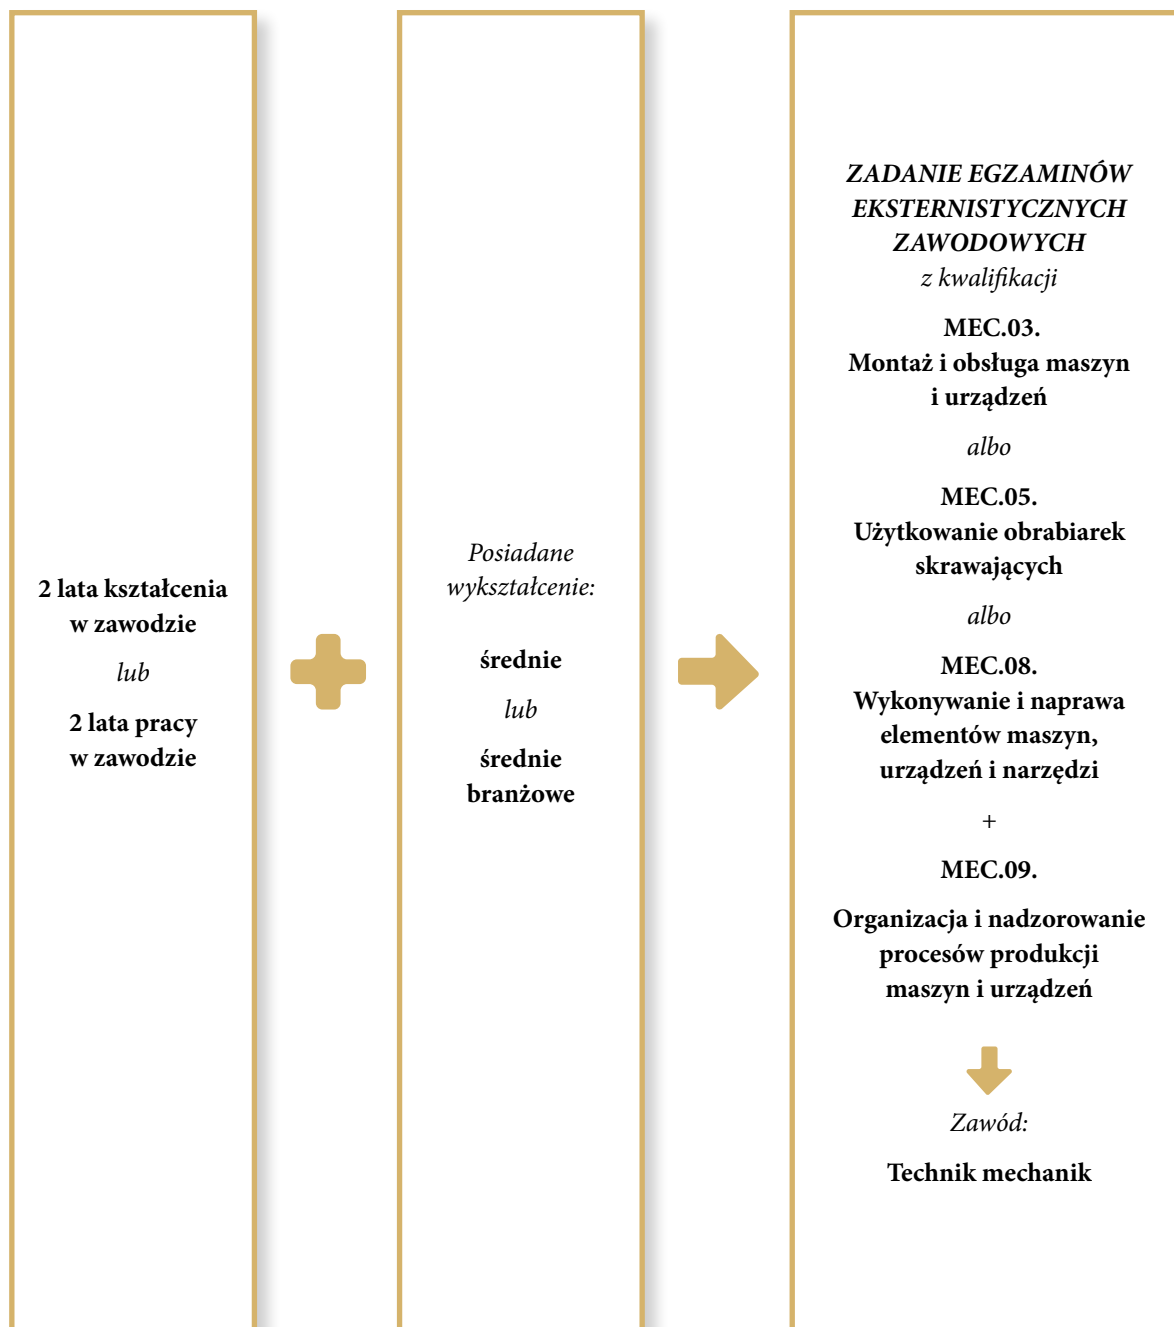 2 lata kształcenia
w zawodzie
lub
2 lata pracy
w zawodzie
Posiadane
wykształcenie:
średnie
lub
średnie
branżowe
ZADANIE EGZAMINÓW
EKSTERNISTYCZNYCH
ZAWODOWYCH
z kwalifikacji
MEC.03.
Montaż i obsługa maszyn
i urządzeń
albo
MEC.05.
Użytkowanie obrabiarek
skrawających
albo
MEC.08.
Wykonywanie i naprawa
elementów maszyn,
urządzeń i narzędzi
+
MEC.09.
Organizacja i nadzorowanie
procesów produkcji
maszyn i urządzeń
Zawód:
Technik mechanik